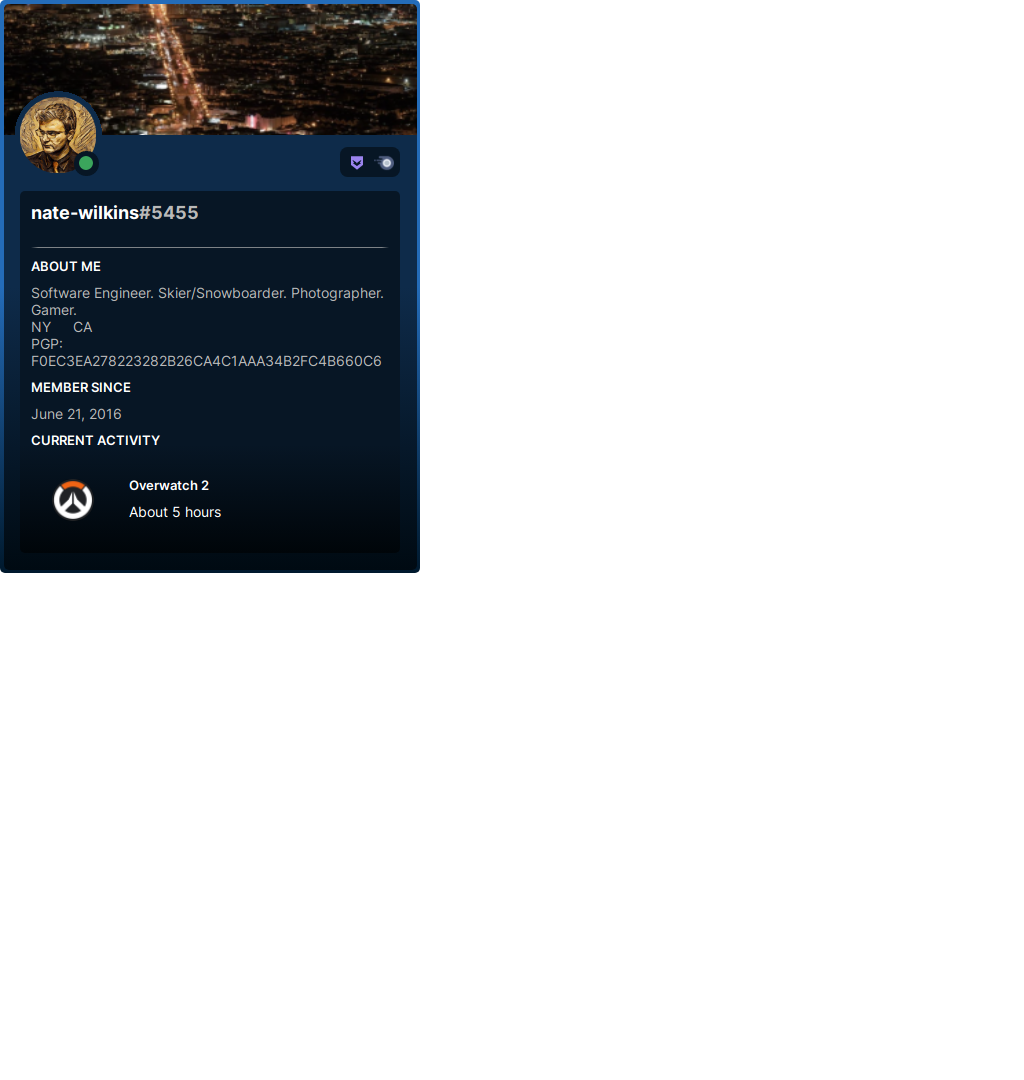 nate-wilkins#5455
ABOUT ME
Software Engineer. Skier/Snowboarder. Photographer.
Gamer.
NY CA
PGP:
F0EC3EA278223282B26CA4C1AAA34B2FC4B660C6
MEMBER SINCE
June 21, 2016
CURRENT ACTIVITY
Overwatch 2
About 5 hours